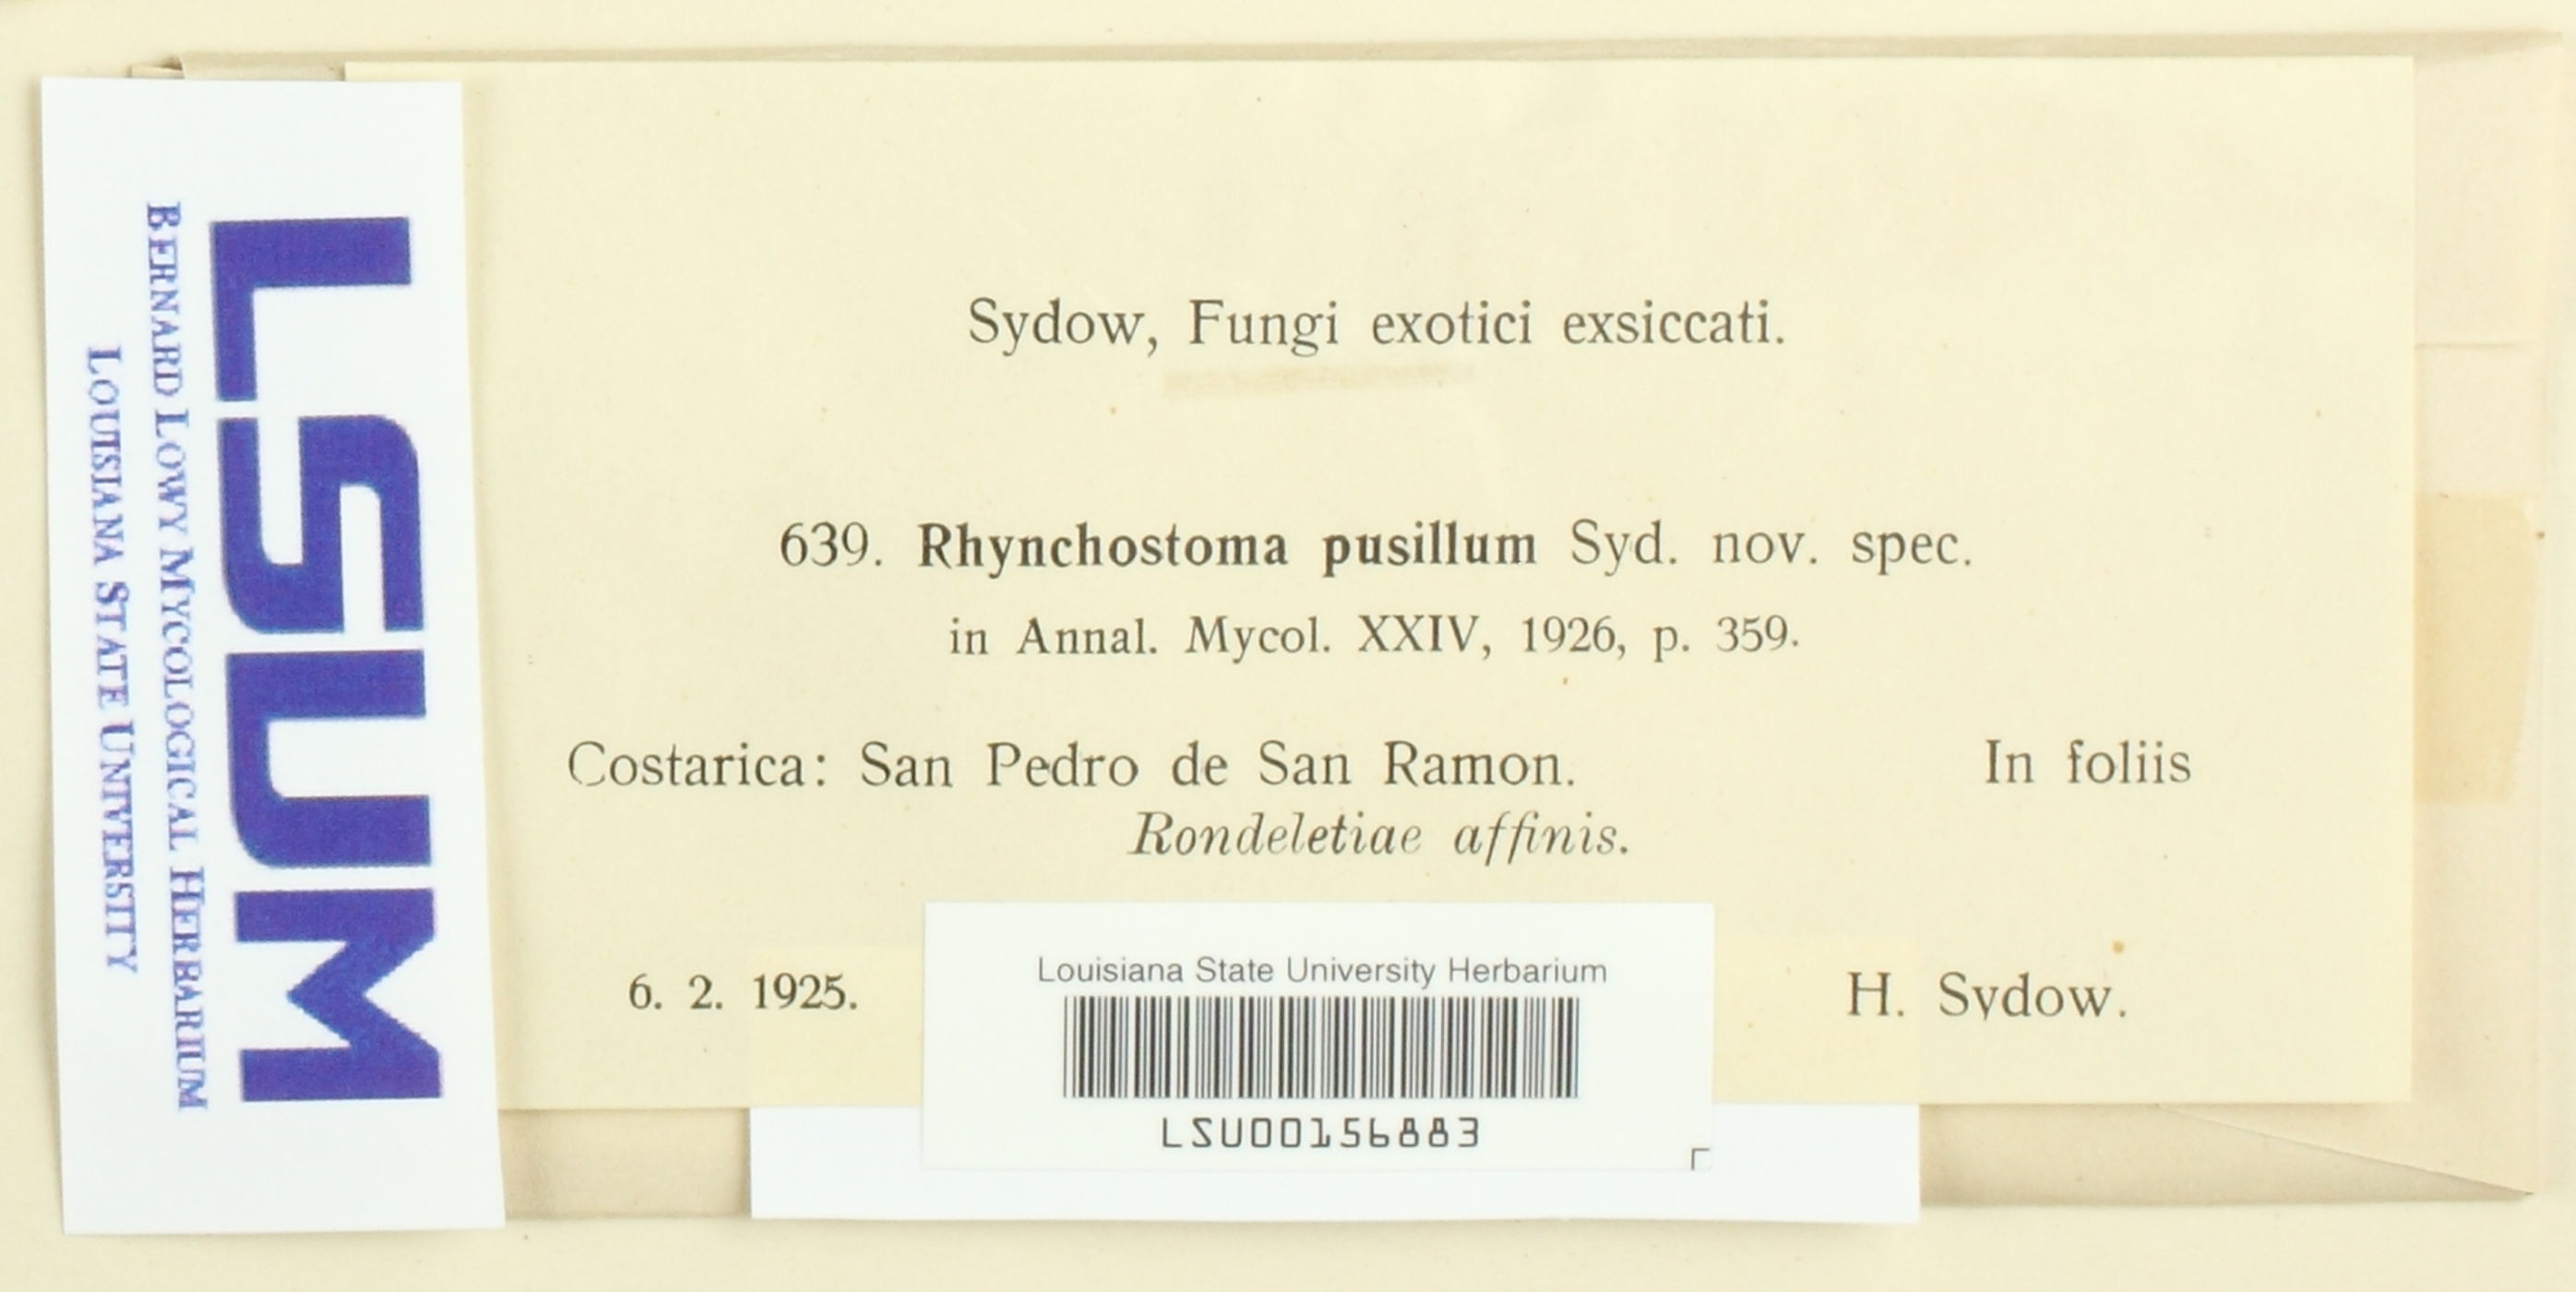 LSUM
BERNARD LOWY MYCOLOGICAL HERBARIUM
LOUISIANA STATE UNIVERSITY
Sydow, Fungi exotici exsiccati.
639. Rhynchostoma pusillum Syd. nov. spec.
in Annal. Mycol. XXIV, 1926, p. 359.
Costarica: San Pedro de San Ramon. In foliis
Rondeletiae affinis.
6. 2. 1925. H. Sydow.
Louisiana State University Herbarium
LSU00156883